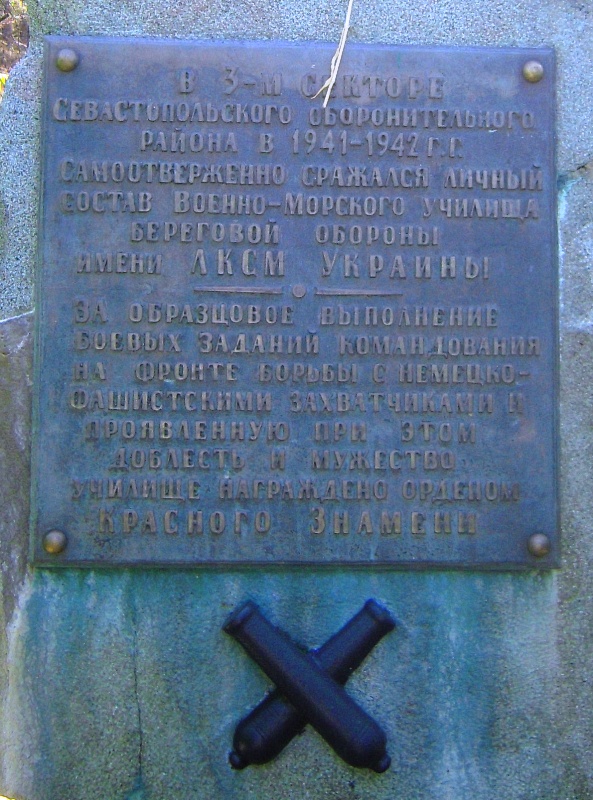 В 3-М СЕКТОРЕ
СЕВАСТОПОЛЬСКОГО ОБОРОНИТЕЛЬНОГО
РАЙОНА В 1941-1942 Г.Г.
САМООТВЕРЖЕННО СРАЖАЛСЯ ЛИЧНЫЙ
СОСТАВ ВОЕННО-МОРСКОГО УЧИЛИЩА
БЕРЕГОВОЙ ОБОРОНЫ
ИМЕНИ ЛКСМ УКРАИНЫ
ЗА ОБРАЗЦОВОЕ ВЫПОЛНЕНИЕ
БОЕВЫХ ЗАДАНИЙ КОМАНДОВАНИЯ
НА ФРОНТЕ БОРЬБЫ С НЕМЕЦКО-
ФАШИСТСКИМИ ЗАХВАТЧИКАМИ И
ПРОЯВЛЕННУЮ ПРИ ЭТОМ
ДОБЛЕСТЬ И МУЖЕСТВО
УЧИЛИЩЕ НАГРАЖДЕНО ОРДЕНОМ
КРАСНОГО ЗНАМЕНИ